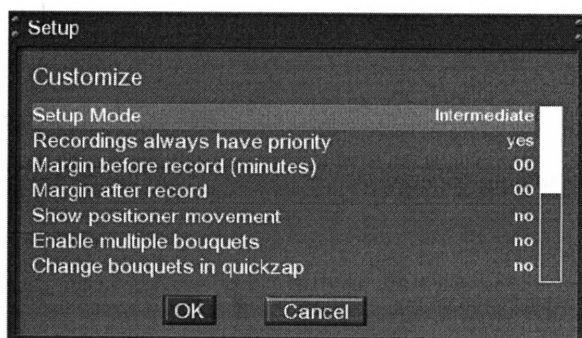 Setup
Customize
Setup Mode Intermediate
Recordings always have priority yes
Margin before record (minutes) 00
Margin after record 00
Show positioner movement no
Enable multiple bouquets no
Change bouquets in quickzap no
OK Cancel